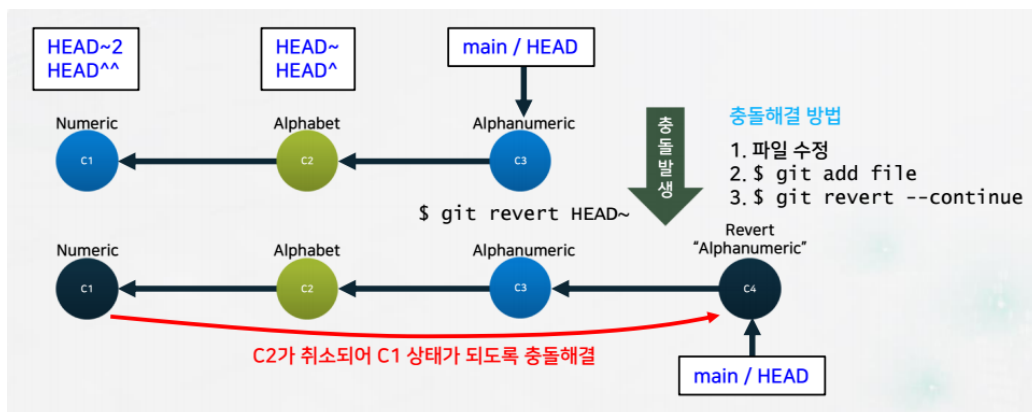 HEAD~2
HEAD^^
HEAD~
HEAD^
main / HEAD
Numeric
Alphabet
Alphanumeric
C1
C2
C3
충돌발생
충돌해결 방법
1. 파일 수정
2. $ git add file
3. $ git revert --continue
$ git revert HEAD~
Numeric
Alphabet
Alphanumeric
Revert
“Alphanumeric”
C1
C2
C3
C4
C2가 취소되어 C1 상태가 되도록 충돌해결
main / HEAD